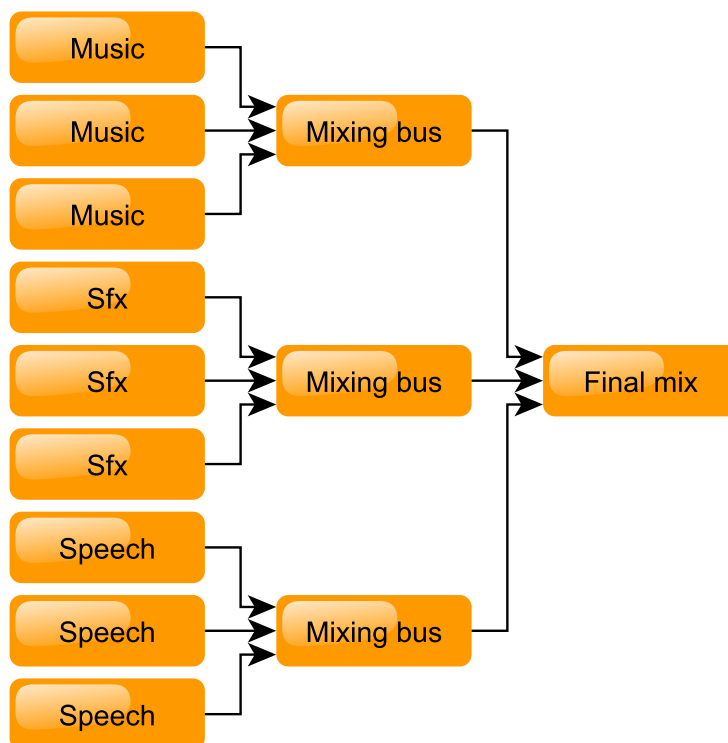 Music
Music
Music
Mixing bus
Sfx
Sfx
Sfx
Mixing bus
Final mix
Speech
Speech
Speech
Mixing bus